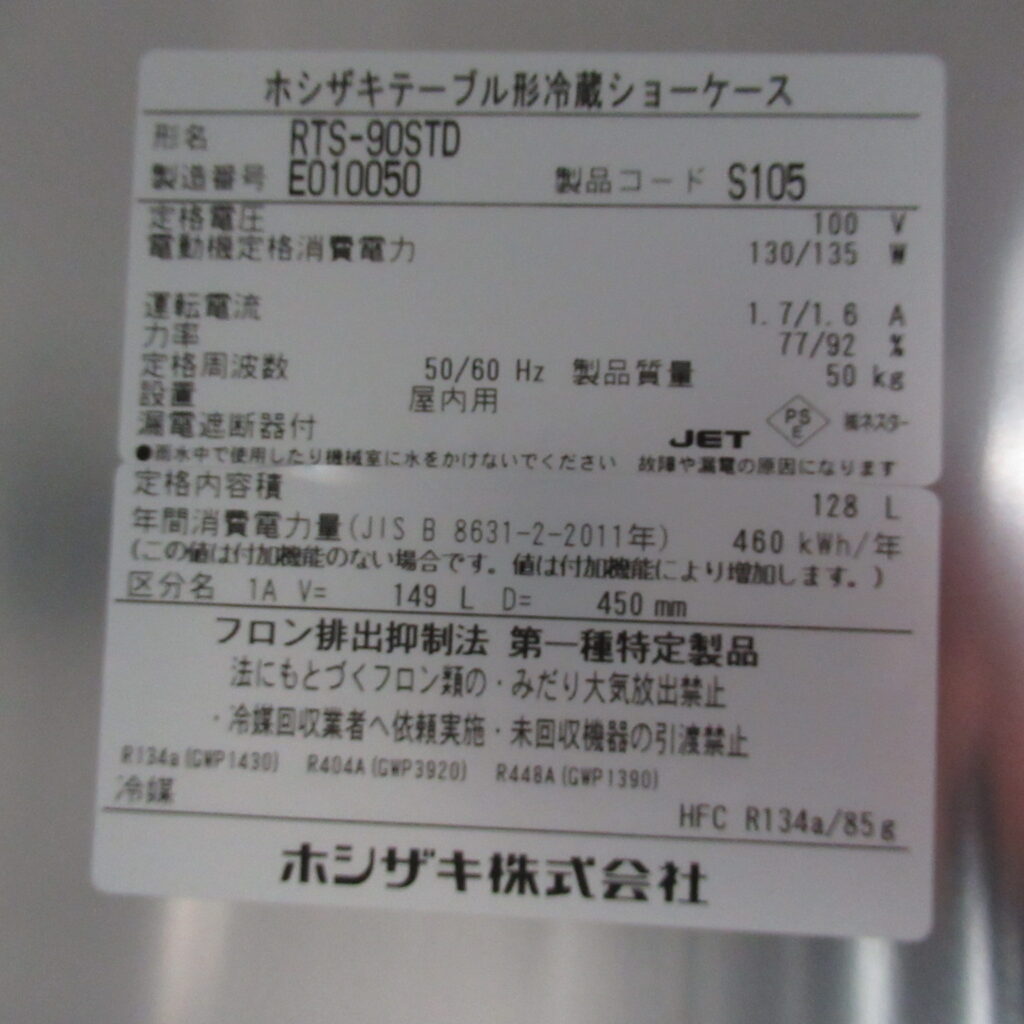 ホシザキテーブル形冷蔵ショーケース
形名 RTS-90STD
製造番号 E010050 製品コード S105
定格電圧 100 V
電動機定格消費電力 130/135 W
運転電流 1.7/1.6 A
力率 77/92 %
定格周波数 50/60 Hz 製品質量 50 kg
設置 屋内用
漏電遮断器付 JET PSE ㈱ネスター
●雨水中で使用したり機械室に水をかけないでください 故障や漏電の原因になります
定格内容積 128 L
年間消費電力量(JIS B 8631-2-2011年) 460 kWh/年
(この値は付加機能のない場合です。値は付加機能により増加します。)
区分名 1A V= 149 L D= 450 mm
フロン排出抑制法 第一種特定製品
法にもとづくフロン類の・みだり大気放出禁止
・冷媒回収業者へ依頼実施・未回収機器の引渡禁止
R134a(GWP1430) R404A(GWP3920) R448A(GWP1390)
冷媒 HFC R134a/85g
ホシザキ株式会社